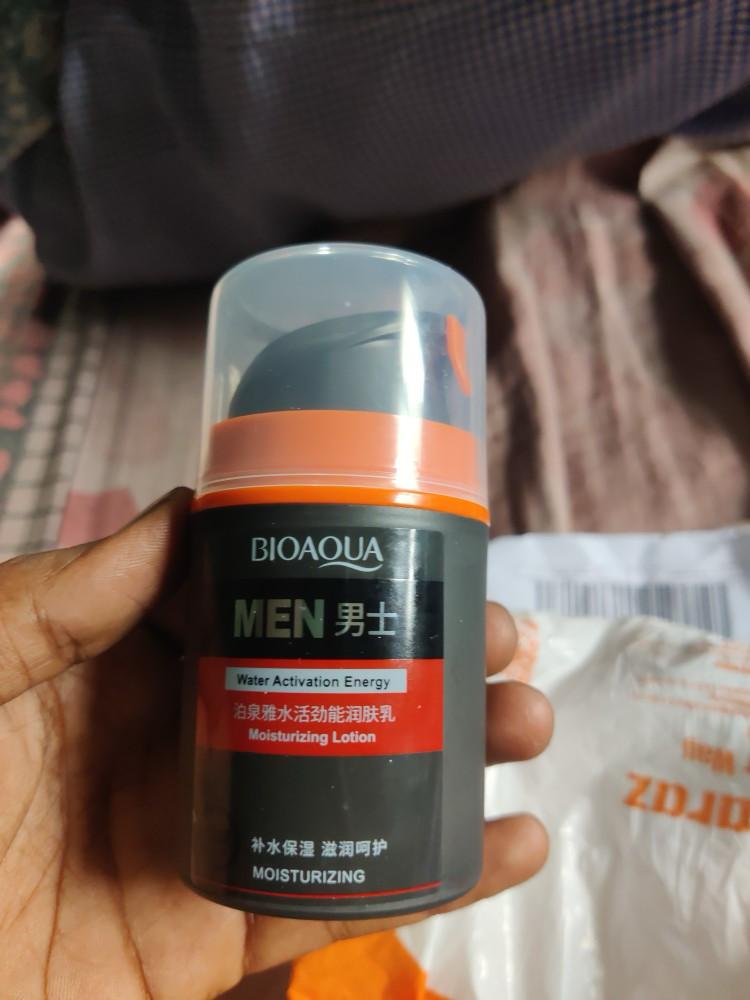 BIOAQUA
MEN 男士
Water Activation Energy
泊泉雅水活劲能润肤乳
Moisturizing Lotion
补水保湿 滋润呵护
MOISTURIZING
araz